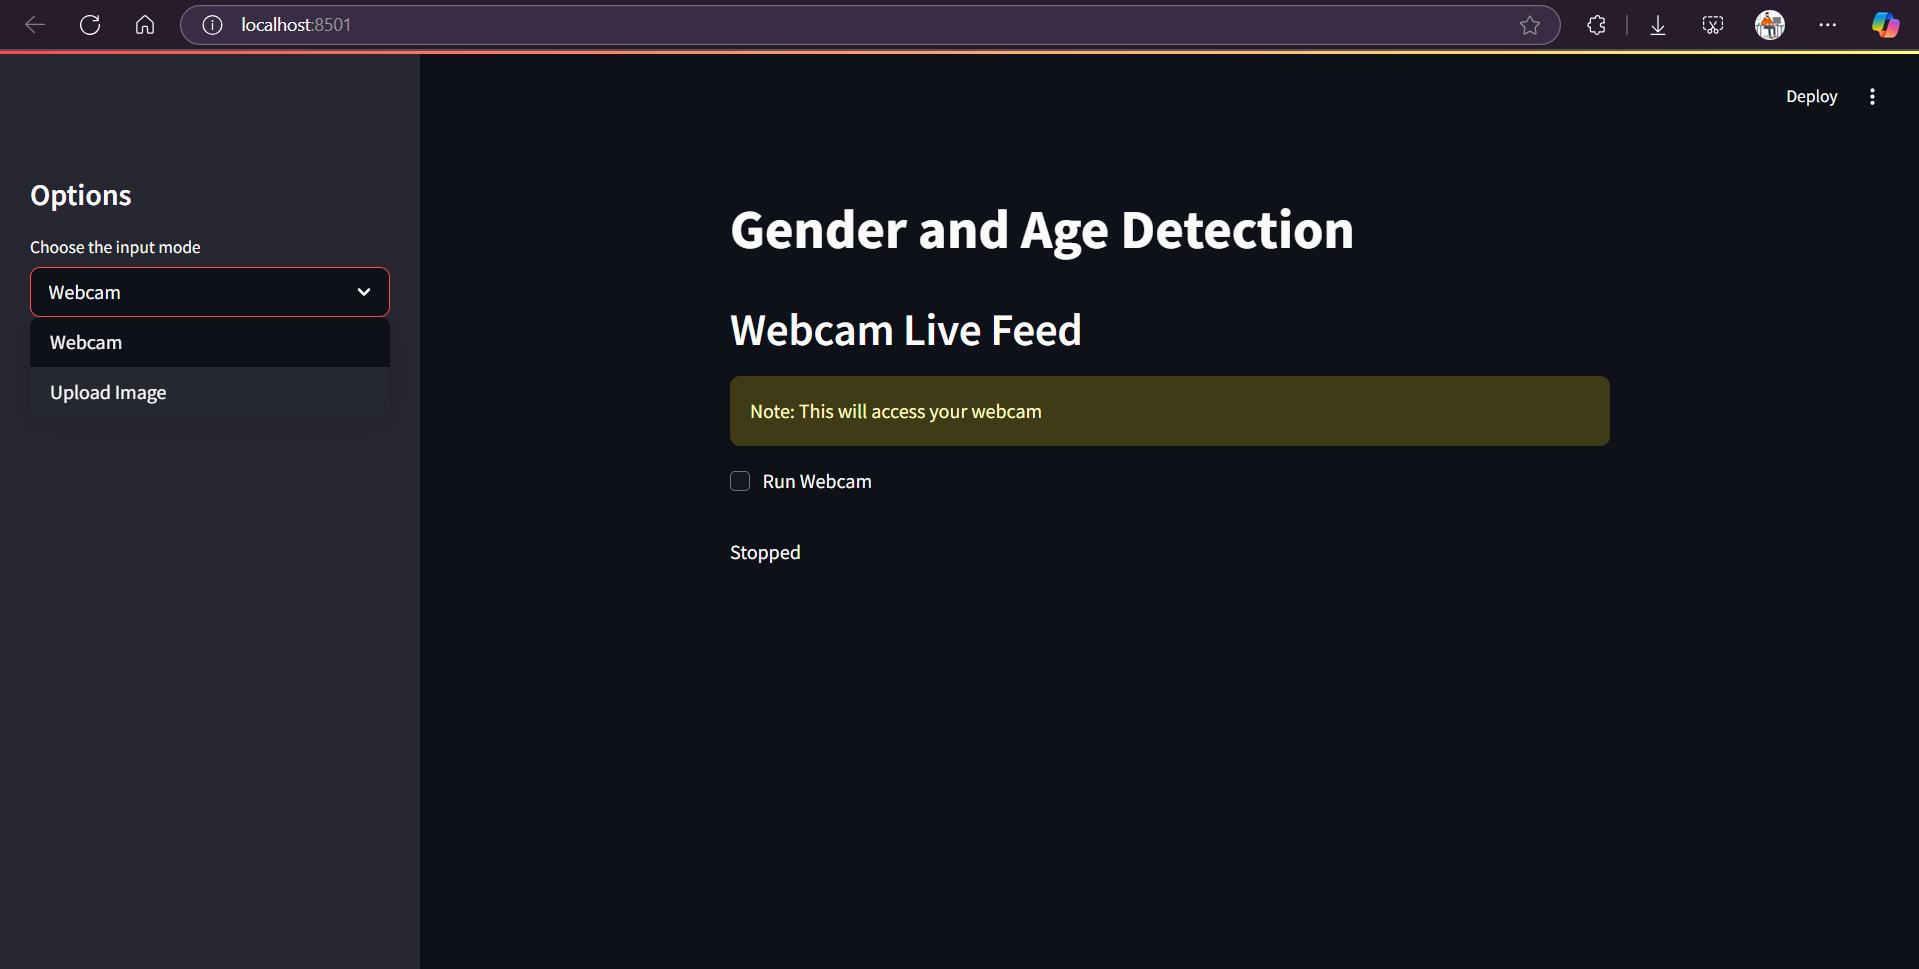 localhost:8501
Deploy
Options
Choose the input mode
Webcam
Webcam
Upload Image
Gender and Age Detection
Webcam Live Feed
Note: This will access your webcam
Run Webcam
Stopped